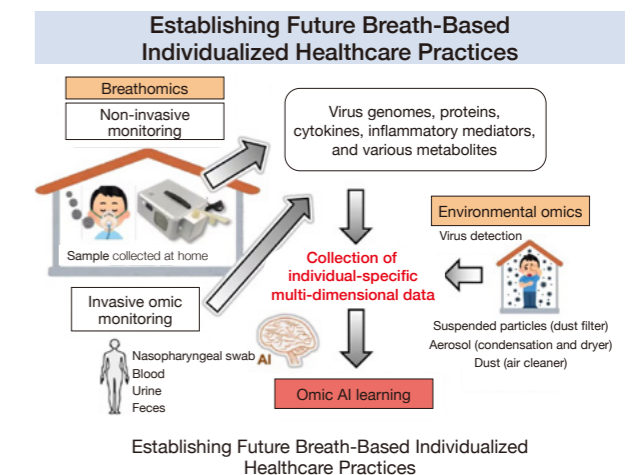 Establishing Future Breath-Based
Individualized Healthcare Practices
Breathomics
Non-invasive
monitoring
Sample collected at home
Virus genomes, proteins,
cytokines, inflammatory mediators,
and various metabolites
Environmental omics
Virus detection
Collection of
individual-specific
multi-dimensional data
Suspended particles (dust filter)
Aerosol (condensation and dryer)
Dust (air cleaner)
Invasive omic
monitoring
Nasopharyngeal swab
Blood
Urine
Feces
AI
Omic AI learning
Establishing Future Breath-Based Individualized
Healthcare Practices